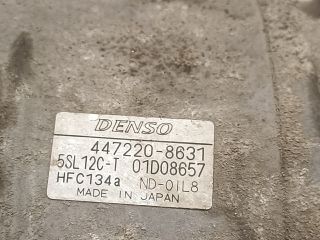 DENSO
447220-8631
5SL12C-T 01D08657
HFC134a ND-OIL8
MADE IN JAPAN